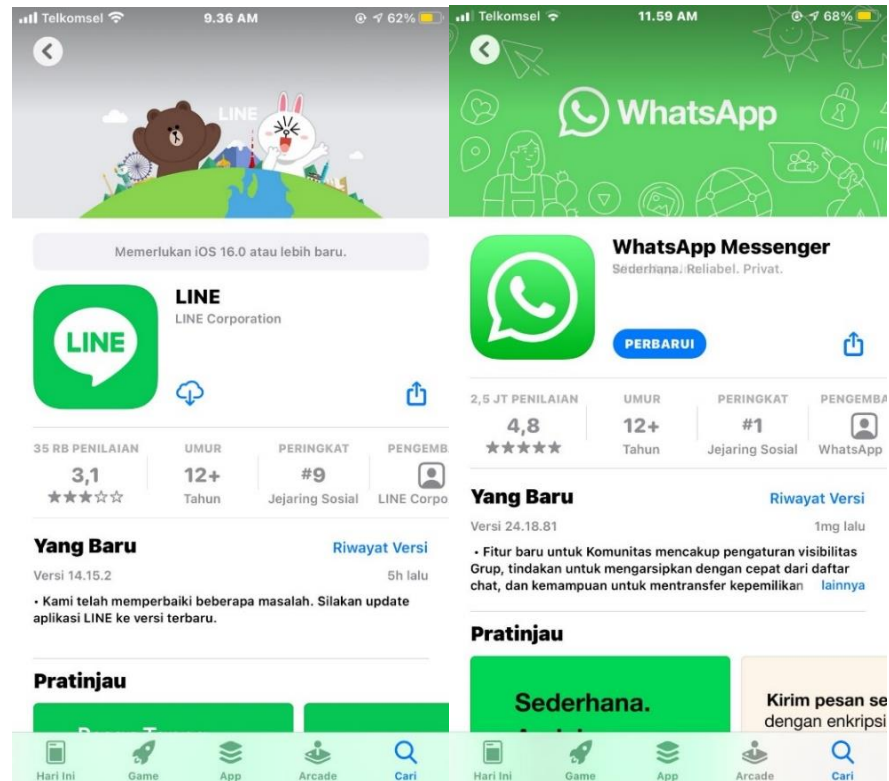 Telkomsel 9.36 AM 62%
LINE
Memerlukan iOS 16.0 atau lebih baru.
LINE
LINE
LINE Corporation
35 RB PENILAIAN UMUR PERINGKAT PENGEMB
3,1 12+ #9
★★★☆☆ Tahun Jejaring Sosial LINE Corpo
Yang Baru Riwayat Versi
Versi 14.15.2 5h lalu
• Kami telah memperbaiki beberapa masalah. Silakan update
aplikasi LINE ke versi terbaru.
Pratinjau
Hari Ini Game App Arcade Cari
Telkomsel 11.59 AM 68%
WhatsApp
WhatsApp Messenger
Sederhana. Reliabel. Privat.
PERBARUI
2,5 JT PENILAIAN UMUR PERINGKAT PENGEMBA
4,8 12+ #1
★★★★★ Tahun Jejaring Sosial WhatsApp
Yang Baru Riwayat Versi
Versi 24.18.81 1mg lalu
• Fitur baru untuk Komunitas mencakup pengaturan visibilitas
Grup, tindakan untuk mengarsipkan dengan cepat dari daftar
chat, dan kemampuan untuk mentransfer kepemilikan lainnya
Pratinjau
Sederhana.
Kirim pesan se
dengan enkripsi
Hari Ini Game App Arcade Cari